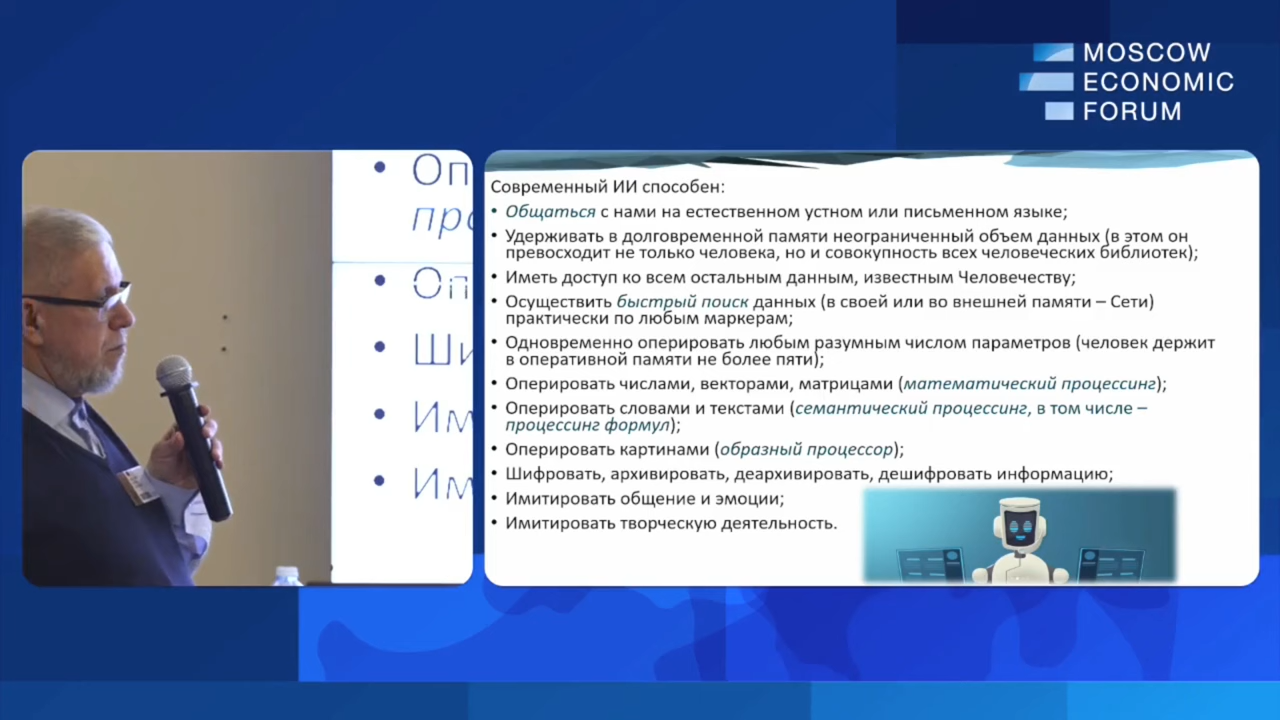 MOSCOW
ECONOMIC
FORUM
Оп
про
Оп
Ши
Им
Им
Современный ИИ способен:
• Общаться с нами на естественном устном или письменном языке;
• Удерживать в долговременной памяти неограниченный объем данных (в этом он
превосходит не только человека, но и совокупность всех человеческих библиотек);
• Иметь доступ ко всем остальным данным, известным Человечеству;
• Осуществить быстрый поиск данных (в своей или во внешней памяти – Сети)
практически по любым маркерам;
• Одновременно оперировать любым разумным числом параметров (человек держит
в оперативной памяти не более пяти);
• Оперировать числами, векторами, матрицами (математический процессинг);
• Оперировать словами и текстами (семантический процессинг, в том числе –
процессинг формул);
• Оперировать картинами (образный процессор);
• Шифровать, архивировать, деархивировать, дешифровать информацию;
• Имитировать общение и эмоции;
• Имитировать творческую деятельность.